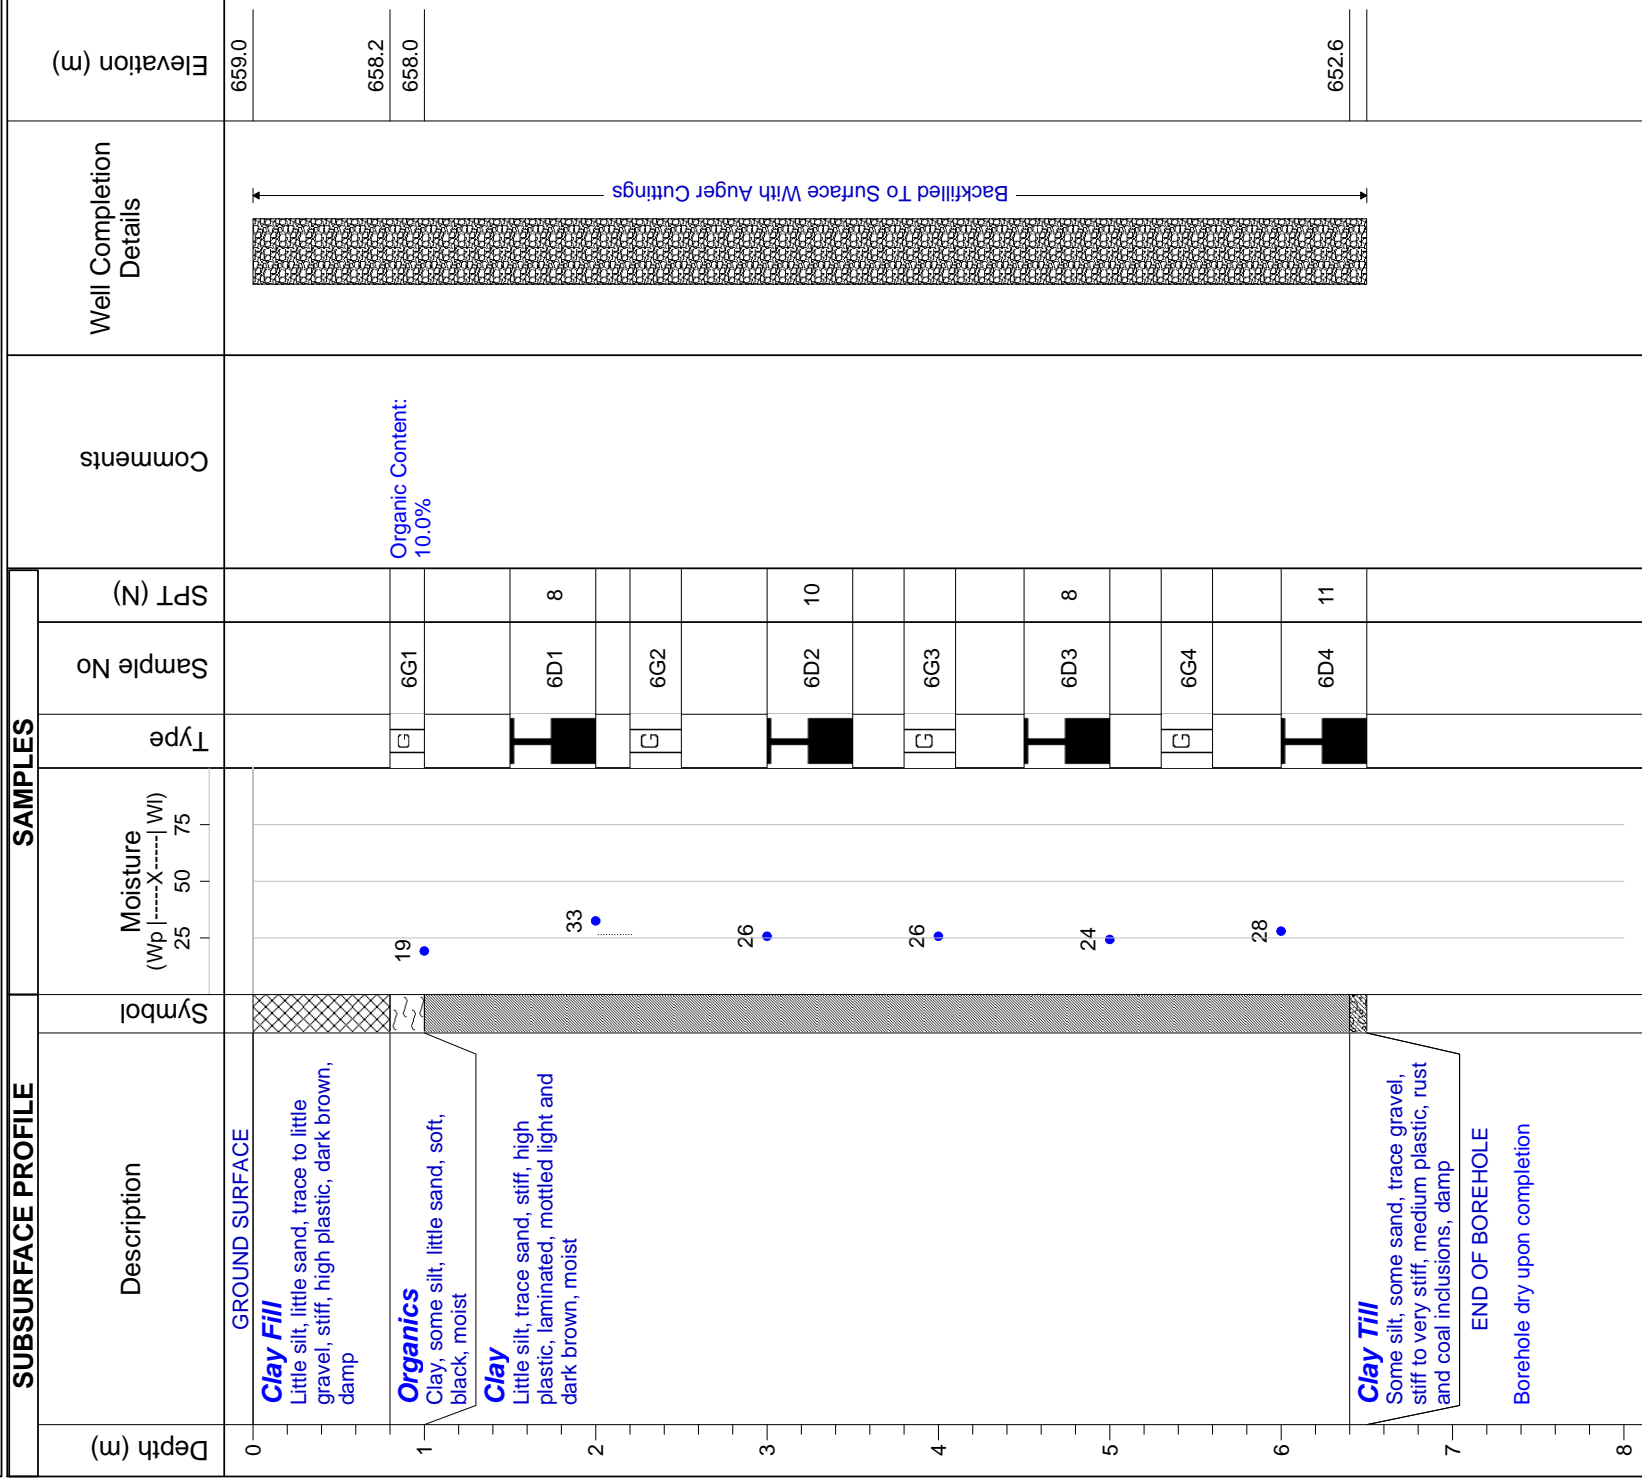 SUBSURFACE PROFILE
SAMPLES
Depth (m)
Description
Symbol
Moisture
(Wp |-----X-----| Wl)
25 50 75
Type
Sample No
SPT (N)
Comments
Well Completion
Details
Elevation (m)
0
GROUND SURFACE
659.0
Clay Fill
Little silt, little sand, trace to little
gravel, stiff, high plastic, dark brown,
damp
658.2
Organics
Clay, some silt, little sand, soft,
black, moist
19
G
6G1
Organic Content:
10.0%
658.0
1
Clay
Little silt, trace sand, stiff, high
plastic, laminated, mottled light and
dark brown, moist
6D1
8
33
2
G
6G2
26
3
6D2
10
G
6G3
26
4
6D3
8
24
5
G
6G4
28
6
6D4
11
Backfilled To Surface With Auger Cuttings
652.6
Clay Till
Some silt, some sand, trace gravel,
stiff to very stiff, medium plastic, rust
and coal inclusions, damp
7
END OF BOREHOLE
Borehole dry upon completion
8